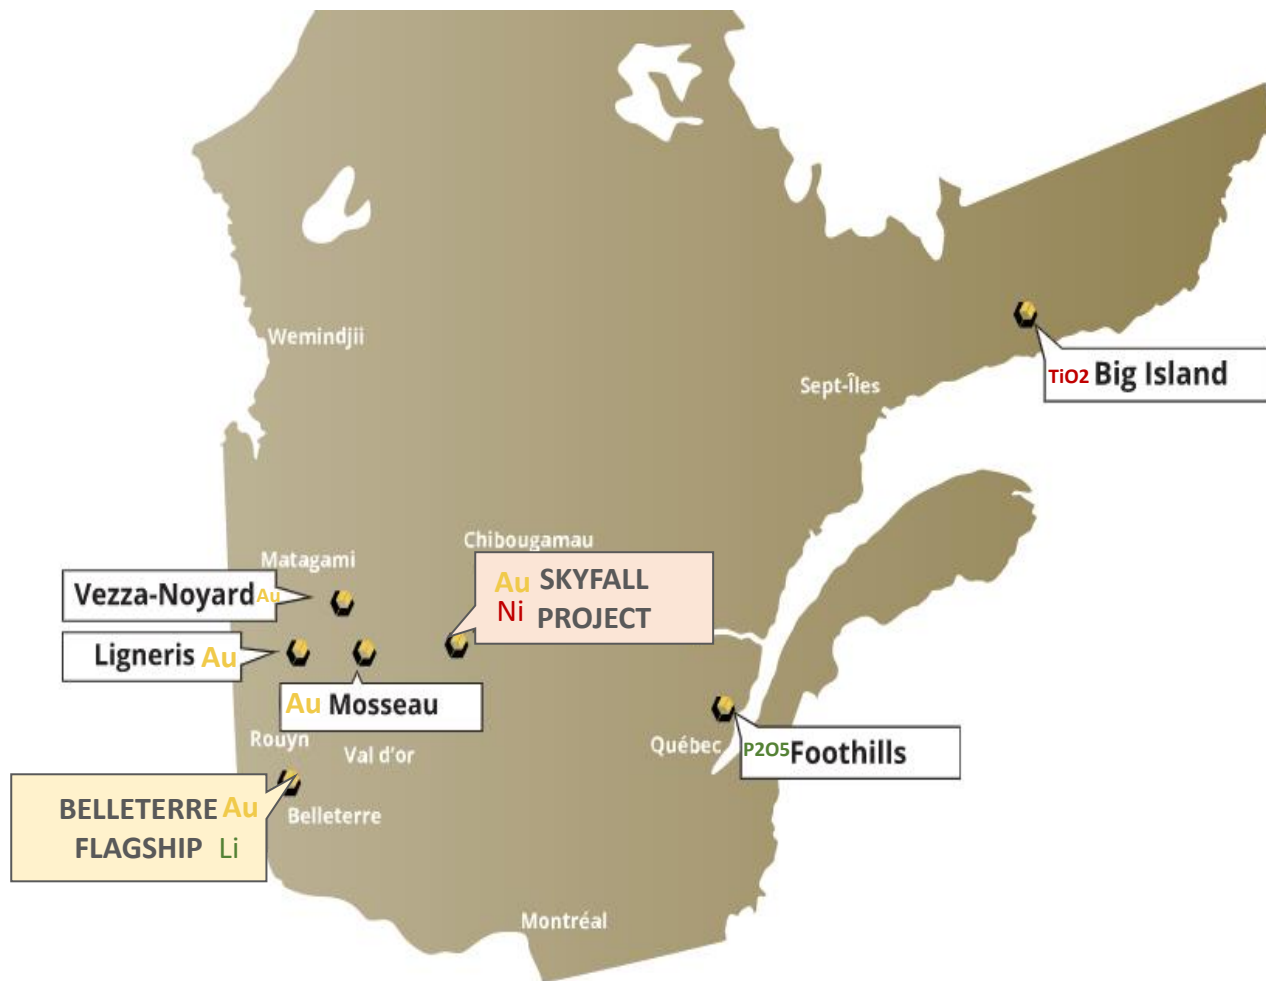 Wemindjii
TiO2 Big Island
Sept-Îles
Chibougamau
Matagami
Au SKYFALL
Ni PROJECT
Vezza-Noyard Au
Ligneris Au
Au Mosseau
Rouyn
Val d'or
Québec
P2O5 Foothills
BELLETERRE Au
FLAGSHIP Li
Belleterre
Montréal